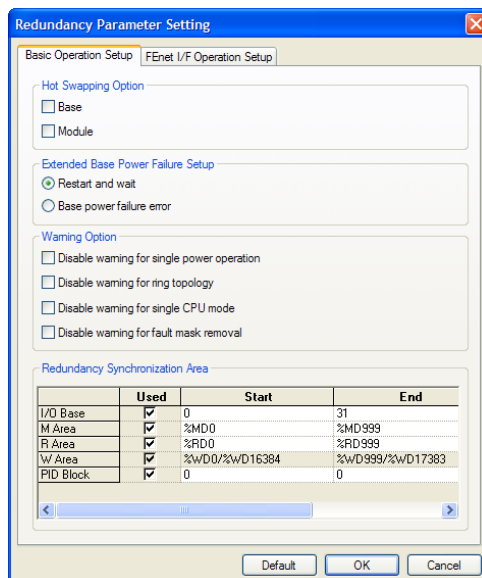 Redundancy Parameter Setting
Basic Operation Setup FEnet I/F Operation Setup
Hot Swapping Option
Base
Module
Extended Base Power Failure Setup
Restart and wait
Base power failure error
Warning Option
Disable warning for single power operation
Disable warning for ring topology
Disable warning for single CPU mode
Disable warning for fault mask removal
Redundancy Synchronization Area
Used Start End
I/O Base 0 31
M Area %MD0 %MD999
R Area %RD0 %RD999
W Area %WD0/%WD16384 %WD999/%WD17383
PID Block 0 0
Default OK Cancel